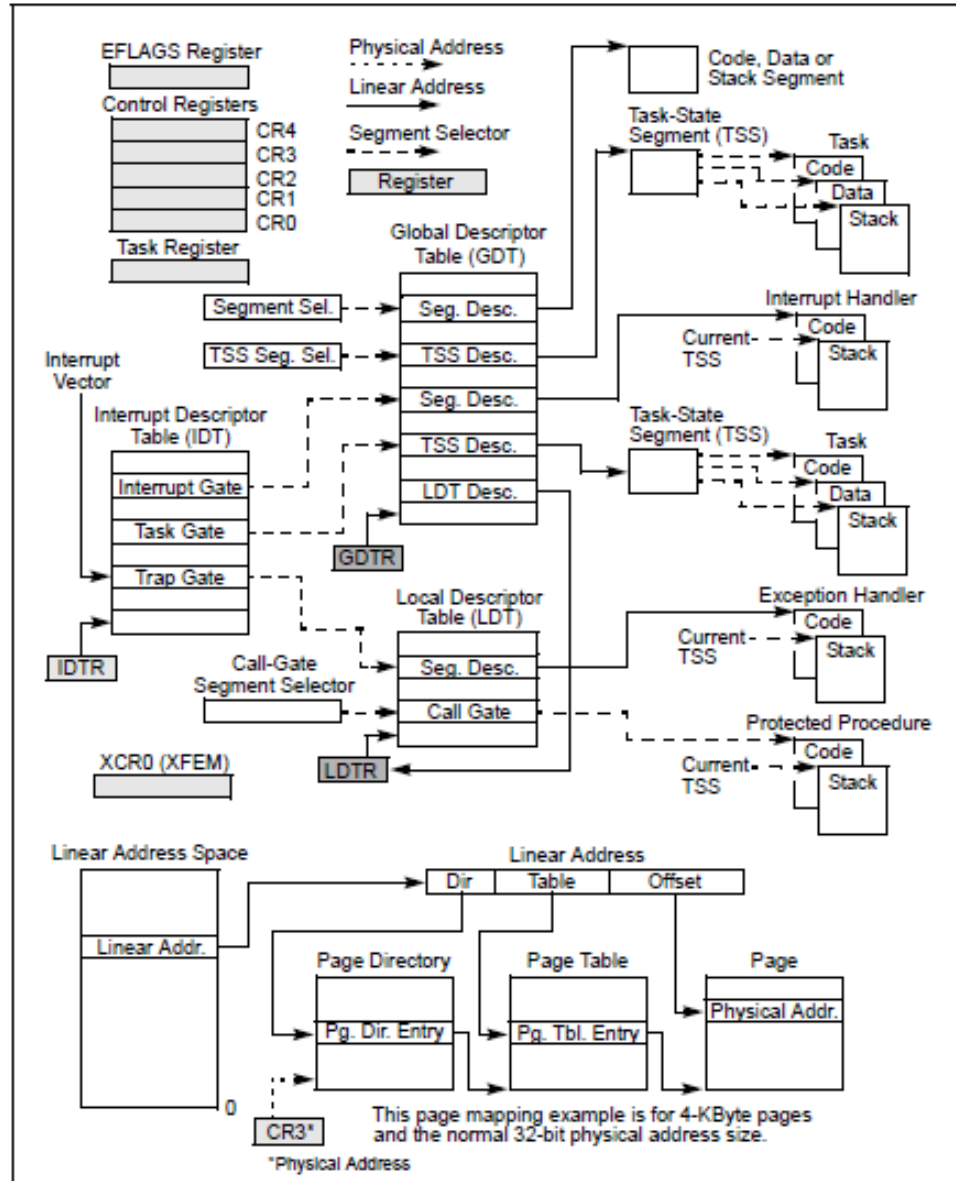 EFLAGS Register
Control Registers
CR4
CR3
CR2
CR1
CR0
Task Register
Physical Address
Linear Address
Segment Selector
Register
Code, Data or
Stack Segment
Task-State
Segment (TSS)
Task
Code
Data
Stack
Global Descriptor
Table (GDT)
Segment Sel.
Seg. Desc.
TSS Seg. Sel.
TSS Desc.
Seg. Desc.
TSS Desc.
LDT Desc.
GDTR
Interrupt Handler
Code
Current
TSS
Stack
Interrupt
Vector
Interrupt Descriptor
Table (IDT)
Interrupt Gate
Task Gate
Trap Gate
IDTR
Task-State
Segment (TSS)
Task
Code
Data
Stack
Local Descriptor
Table (LDT)
Seg. Desc.
Call Gate
LDTR
Call-Gate
Segment Selector
Exception Handler
Code
Current
TSS
Stack
Protected Procedure
Code
Current
TSS
Stack
XCR0 (XFEM)
Linear Address Space
Linear Addr.
0
Linear Address
Dir
Table
Offset
Page Directory
Pg. Dir. Entry
Page Table
Pg. Tbl. Entry
Page
Physical Addr.
CR3*
This page mapping example is for 4-KByte pages
and the normal 32-bit physical address size.
*Physical Address